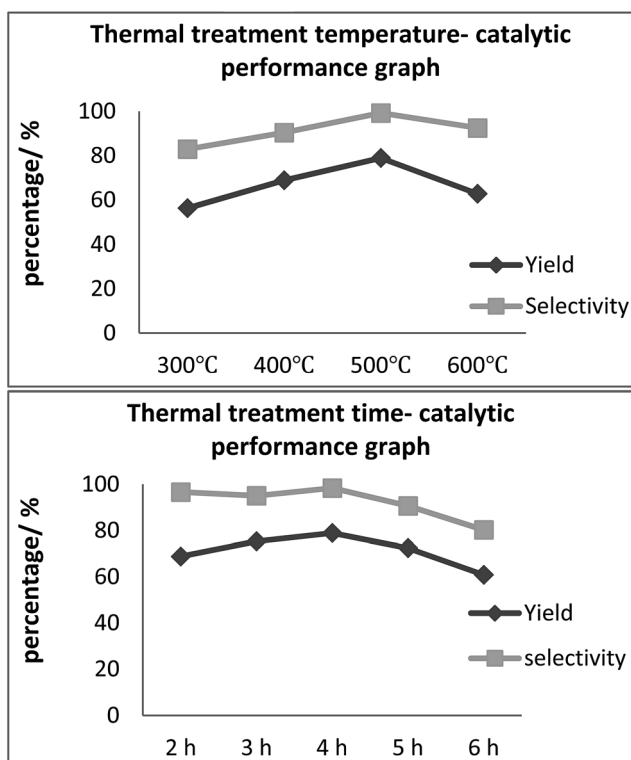 Thermal treatment temperature- catalytic
performance graph
percentage/ %
100
80
60
40
20
0
300℃ 400℃ 500℃ 600℃
Yield
Selectivity
Thermal treatment time- catalytic
performance graph
percentage/ %
100
80
60
40
20
0
2 h 3 h 4 h 5 h 6 h
Yield
selectivity